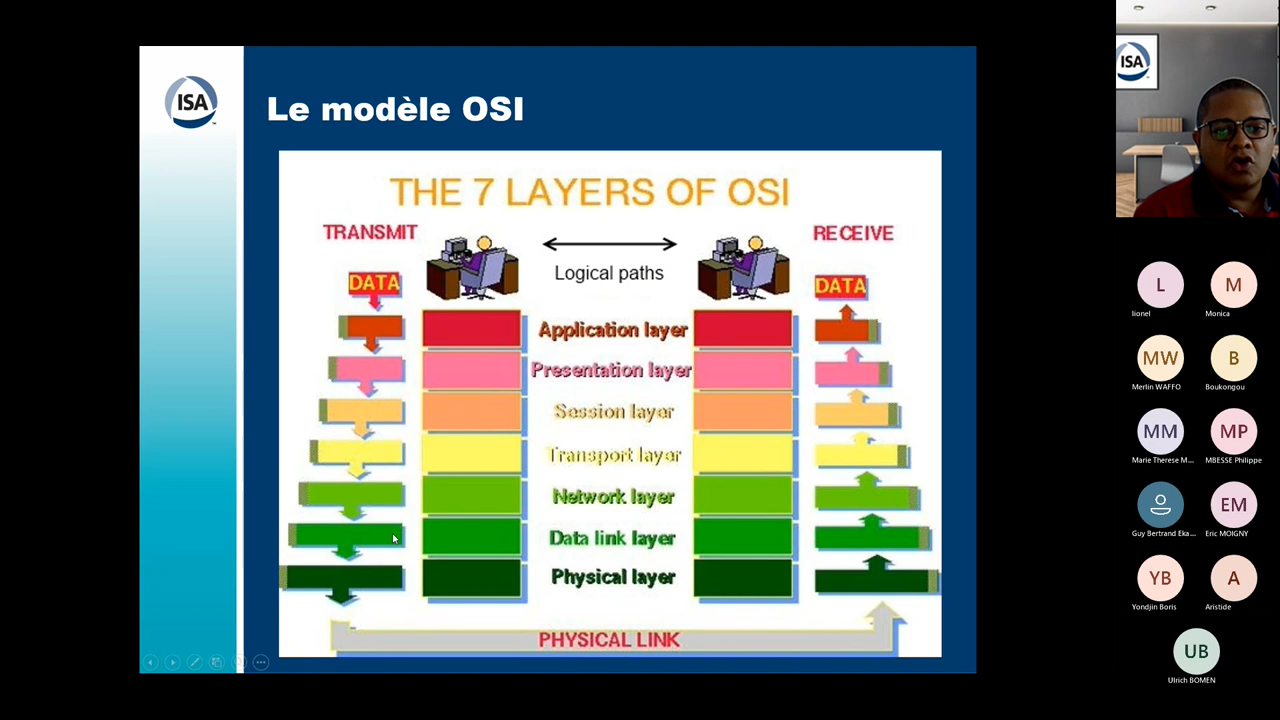 ISA
Le modèle OSI
THE 7 LAYERS OF OSI
TRANSMIT
RECEIVE
Logical paths
DATA
DATA
Application layer
Presentation layer
Session layer
Transport layer
Network layer
Data link layer
Physical layer
PHYSICAL LINK
ISA
L
lionel
M
Monica
MW
Merlin WAFFO
B
Boukongou
MM
Marie Therese M...
MP
MBESSE Philippe
Guy Bertrand Eka...
EM
Eric MOIGNY
YB
Yondjin Boris
A
Aristide
UB
Ulrich BOMEN